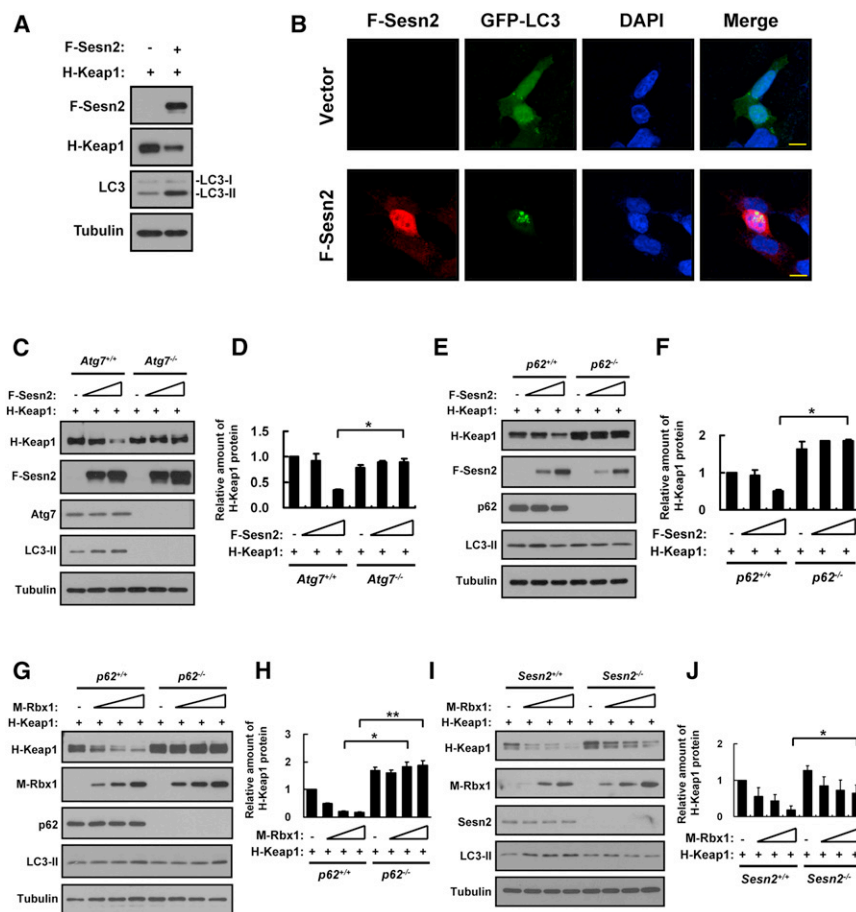 A
F-Sesn2: - +
H-Keap1: + +
F-Sesn2
H-Keap1
LC3
-LC3-I
-LC3-II
Tubulin
B
F-Sesn2 GFP-LC3 DAPI Merge
Vector
F-Sesn2
C
Atg7+/+ Atg7-/-
F-Sesn2: - -
H-Keap1: + + + + + +
H-Keap1
F-Sesn2
Atg7
LC3-II
Tubulin
D
Relative amount of
H-Keap1 protein
1.5
1.0
0.5
0.0
*
F-Sesn2: - -
H-Keap1: + + + + + +
Atg7+/+ Atg7-/-
E
p62+/+ p62-/-
F-Sesn2: - -
H-Keap1: + + + + + +
H-Keap1
F-Sesn2
p62
LC3-II
Tubulin
F
Relative amount of
H-Keap1 protein
2
1
0
*
F-Sesn2: - -
H-Keap1: + + + + + +
p62+/+ p62-/-
G
p62+/+ p62-/-
M-Rbx1: - -
H-Keap1: + + + + + + + +
H-Keap1
M-Rbx1
p62
LC3-II
Tubulin
H
Relative amount of
H-Keap1 protein
3
2
1
0
**
*
M-Rbx1: - -
H-Keap1: + + + + + + + +
p62+/+ p62-/-
I
Sesn2+/+ Sesn2-/-
M-Rbx1: - -
H-Keap1: + + + + + + + +
H-Keap1
M-Rbx1
Sesn2
LC3-II
Tubulin
J
Relative amount of
H-Keap1 protein
2
1
0
*
M-Rbx1: - -
H-Keap1: + + + + + + + +
Sesn2+/+ Sesn2-/-